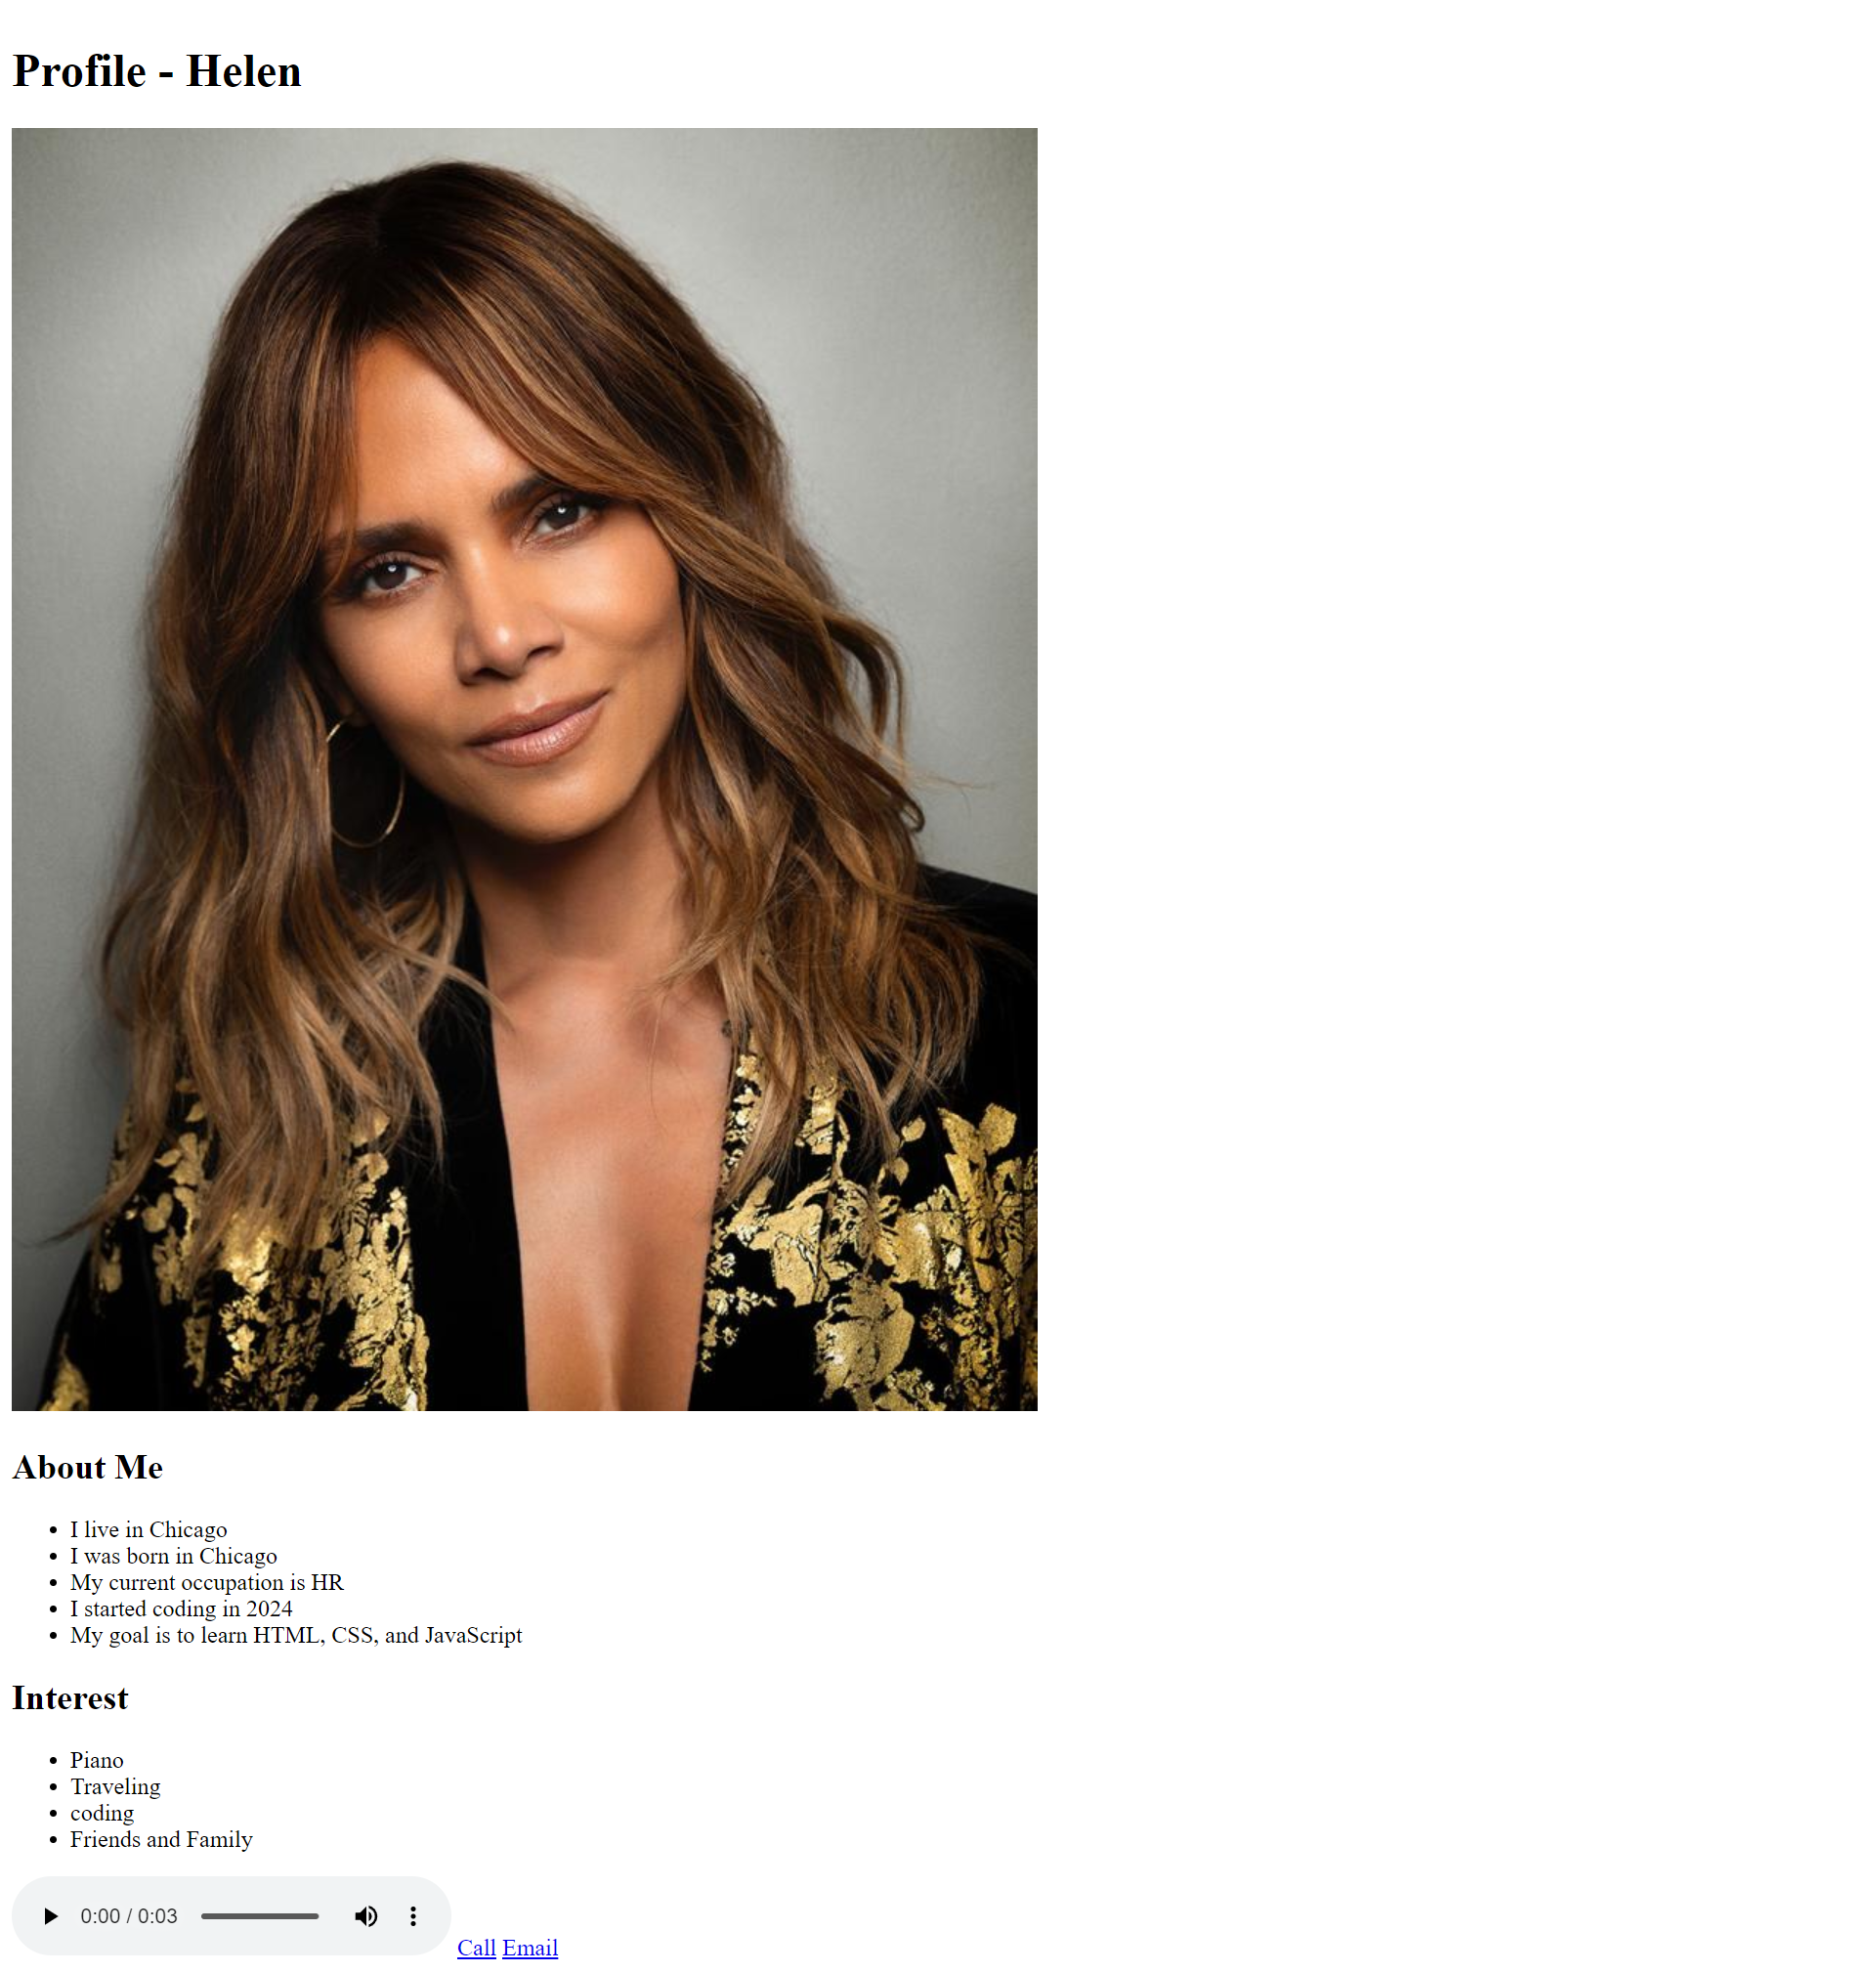 Profile - Helen
About Me
I live in Chicago
I was born in Chicago
My current occupation is HR
I started coding in 2024
My goal is to learn HTML, CSS, and JavaScript
Interest
Piano
Traveling
coding
Friends and Family
0:00 / 0:03
Call Email